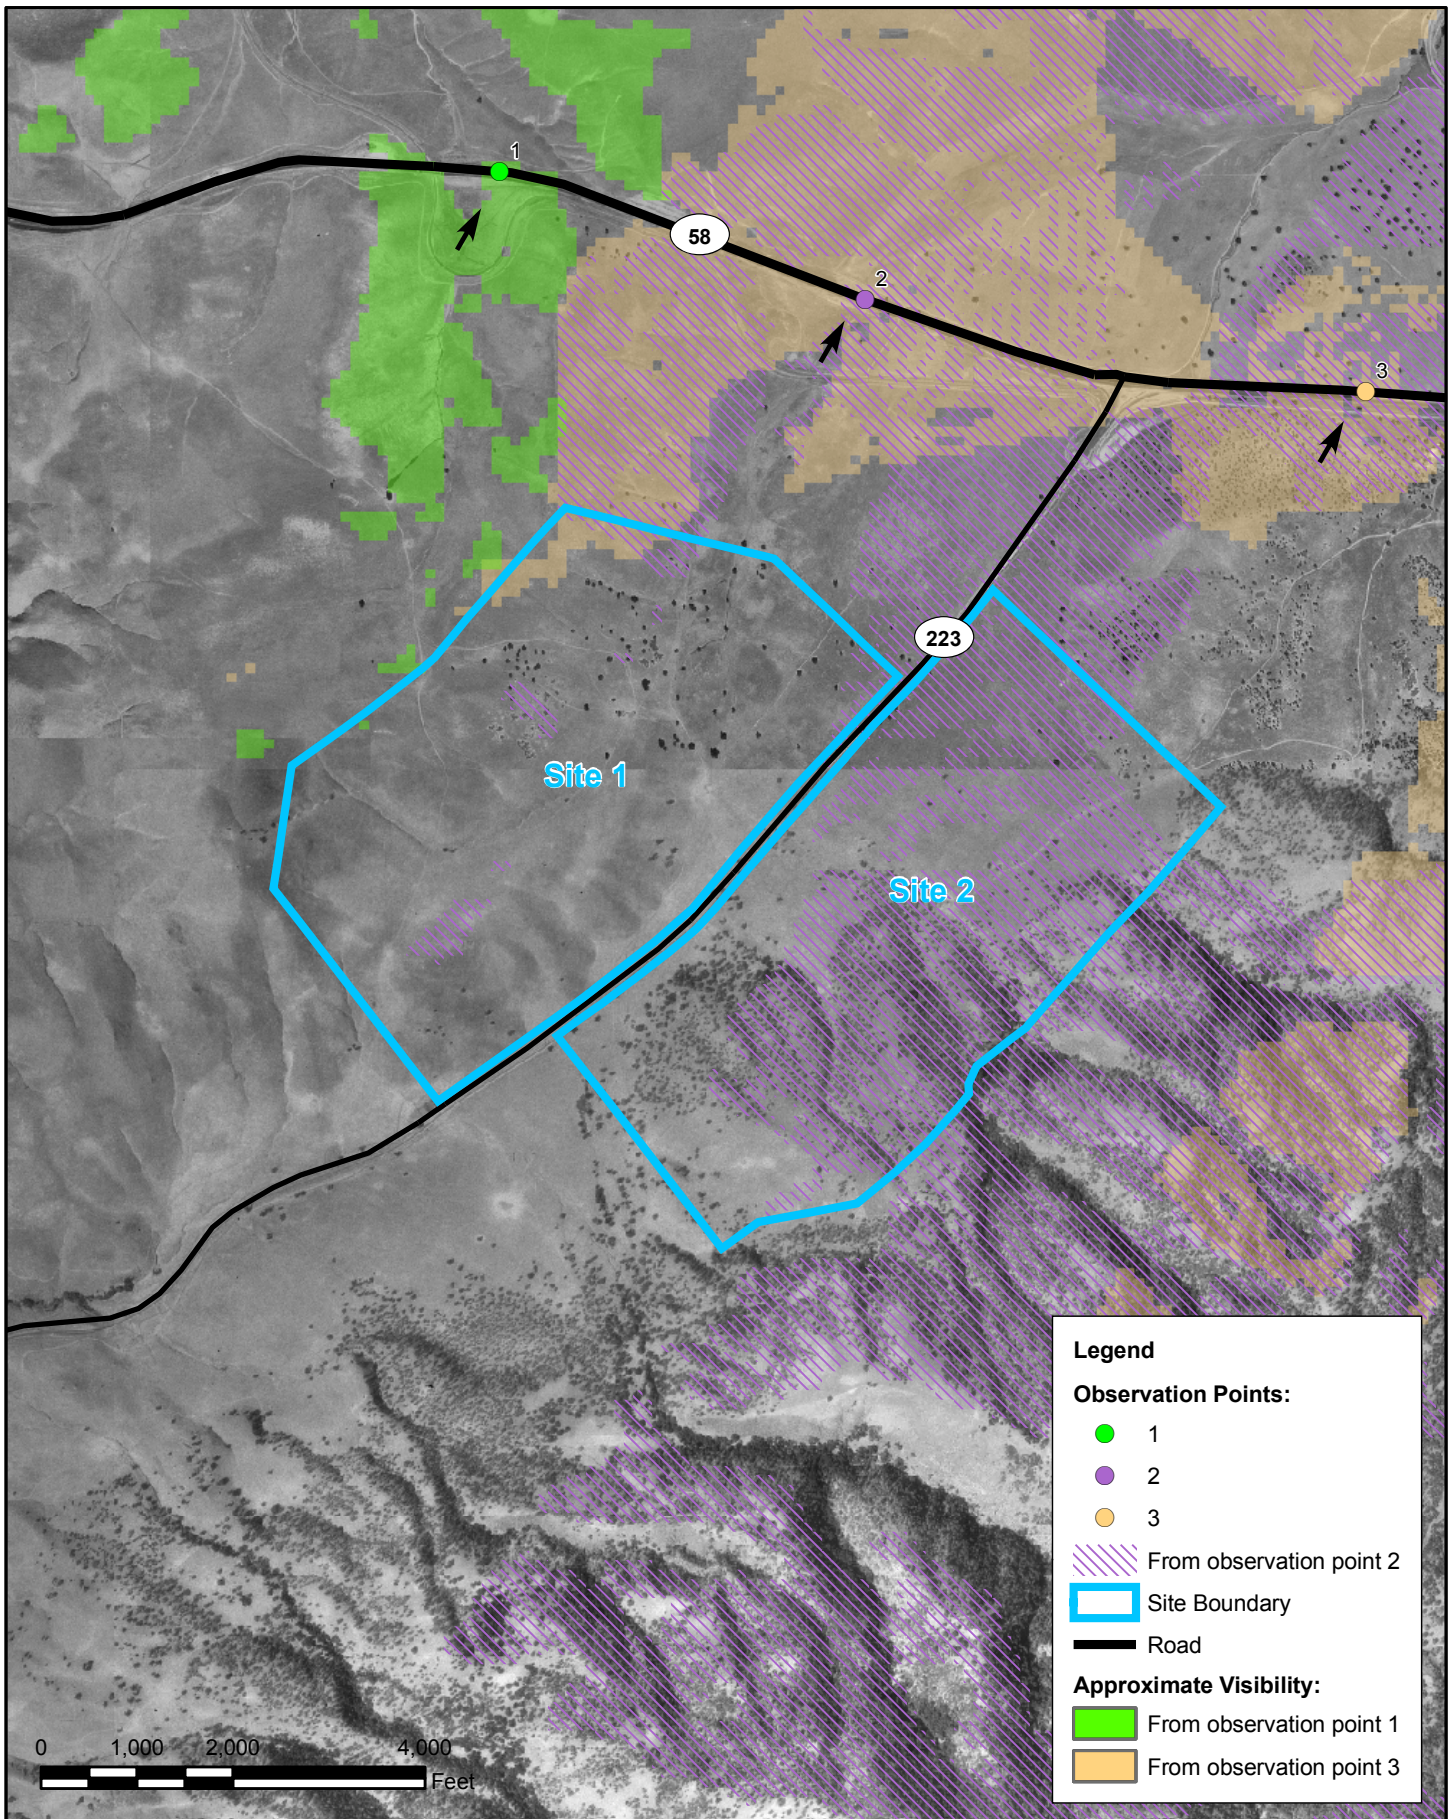 1
58
2
3
223
Site 1
Site 2
Legend
Observation Points:
1
2
3
From observation point 2
Site Boundary
Road
Approximate Visibility:
From observation point 1
From observation point 3
0 1,000 2,000 4,000
Feet